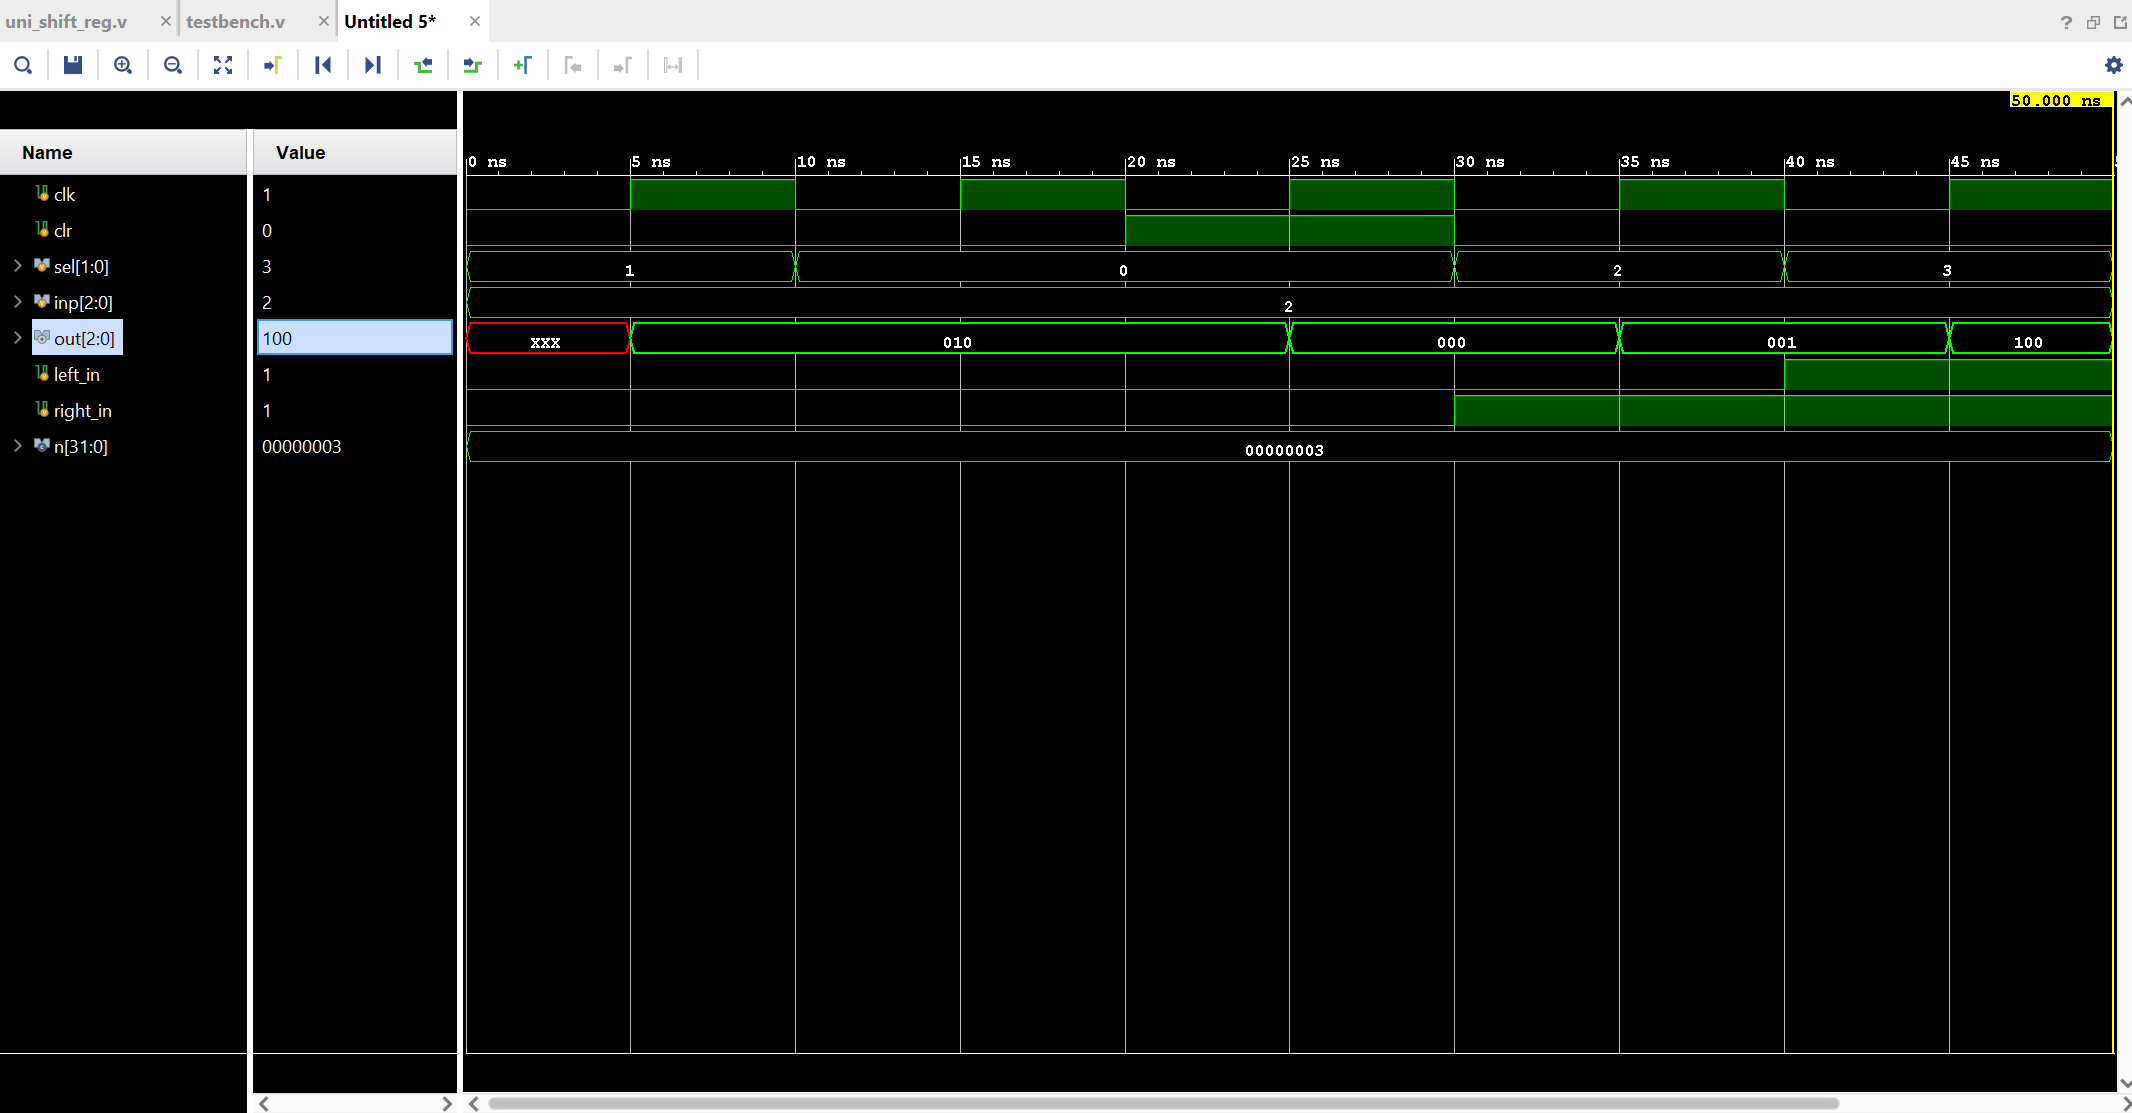 uni_shift_reg.v testbench.v Untitled 5*
50.000 ns
Name Value
0 ns 5 ns 10 ns 15 ns 20 ns 25 ns 30 ns 35 ns 40 ns 45 ns
clk 1
clr 0
sel[1:0] 3 1 0 2 3
inp[2:0] 2 2
out[2:0] 100 XXX 010 000 001 100
left_in 1
right_in 1
n[31:0] 00000003 00000003